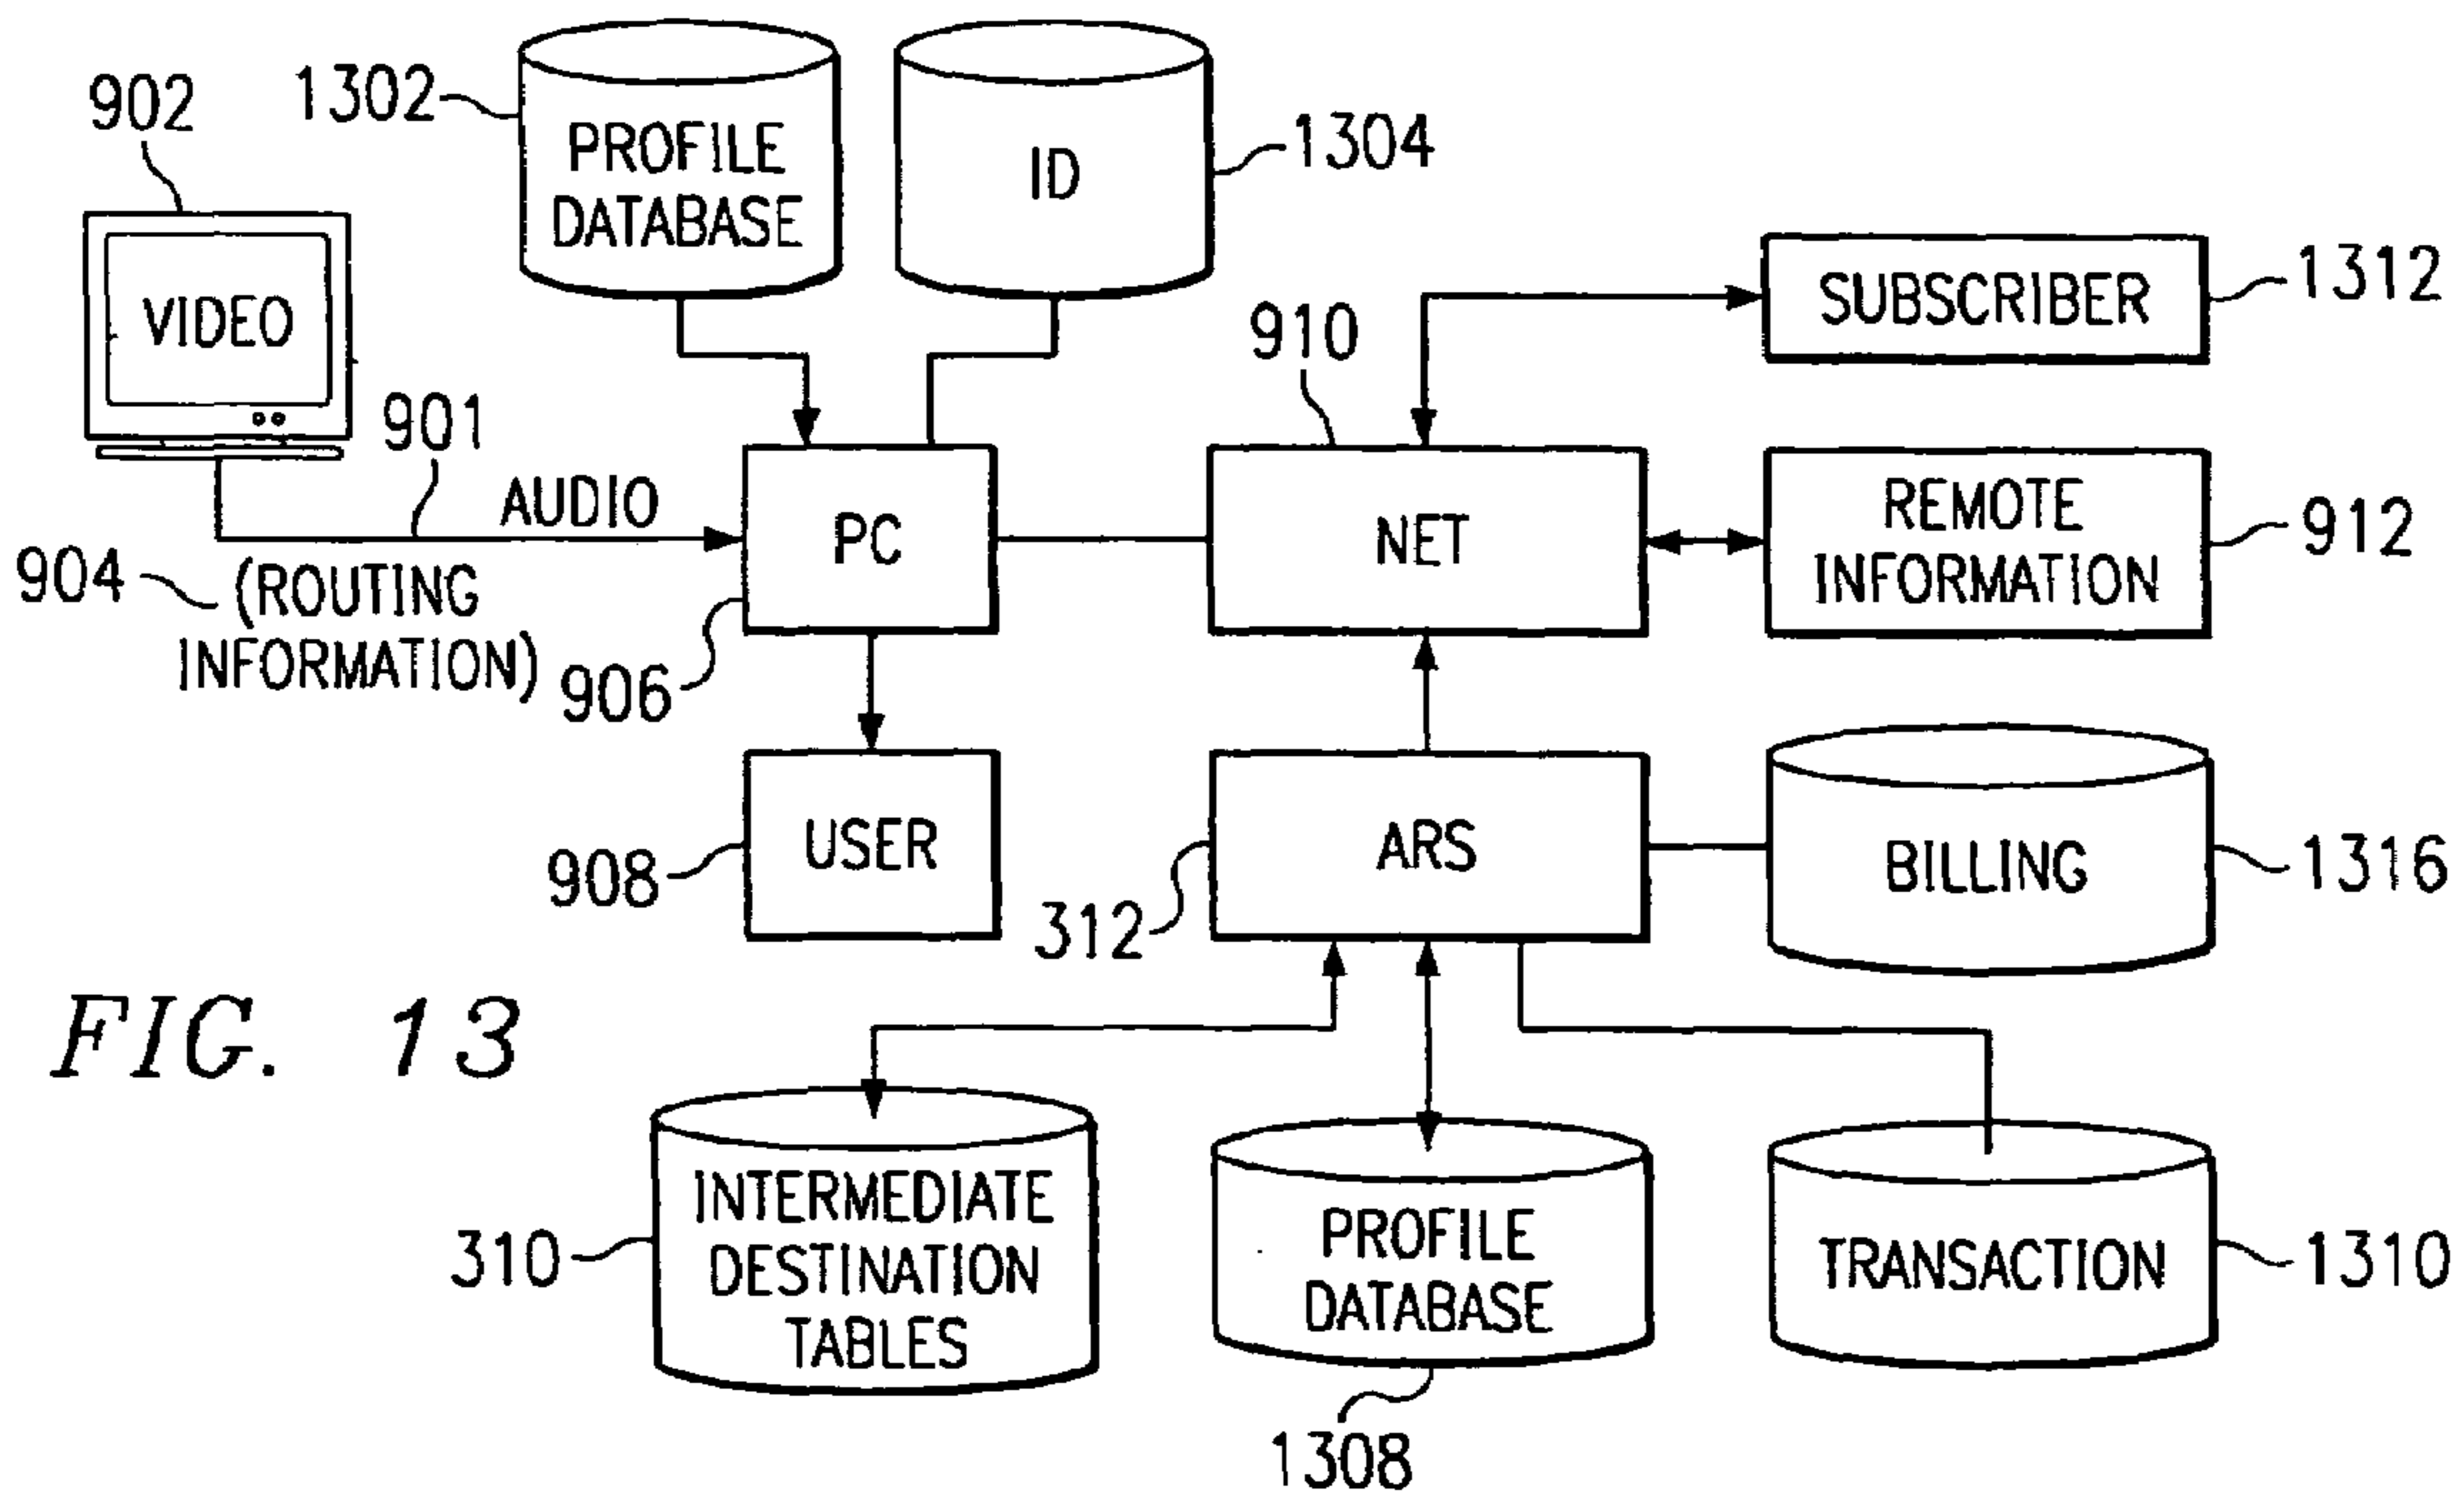 902
1302
PROFILE
DATABASE
ID
1304
VIDEO
SUBSCRIBER
1312
910
901
AUDIO
904
(ROUTING
INFORMATION)
906
PC
NET
REMOTE
INFORMATION
912
USER
908
ARS
312
BILLING
1316
FIG. 13
310
INTERMEDIATE
DESTINATION
TABLES
PROFILE
DATABASE
1308
TRANSACTION
1310